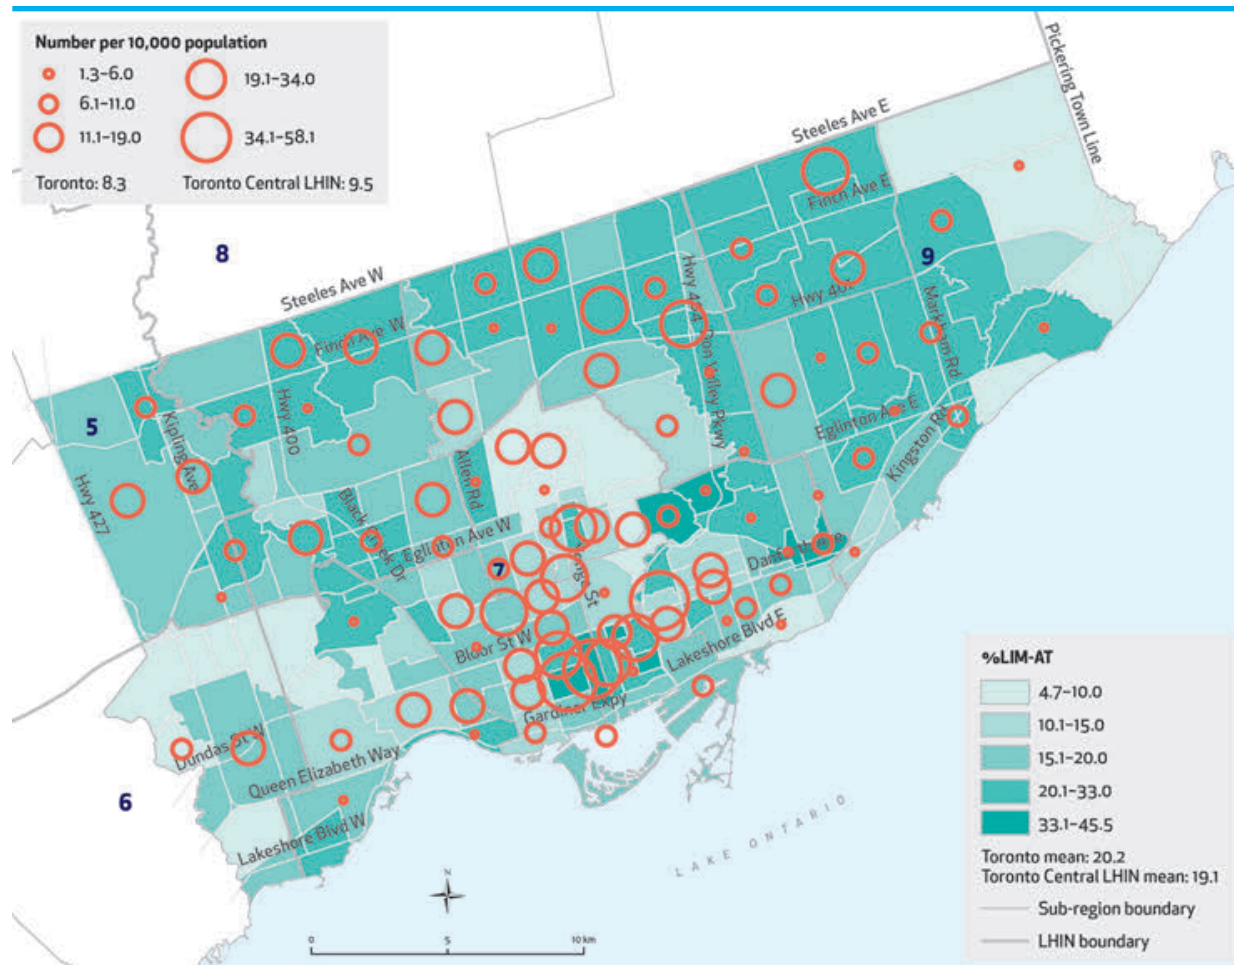 Number per 10,000 population
1.3–6.0
6.1–11.0
11.1–19.0
19.1–34.0
34.1–58.1
Toronto: 8.3
Toronto Central LHIN: 9.5
Pickering Town Line
Steeles Ave E
Finch Ave E
8
9
Steeles Ave W
Hwy 404
Hwy 401
Finch Ave W
Don Valley Pkwy
Markham Rd
5
Kipling Ave
Hwy 400
Eglinton Ave E
Kingston Rd
Hwy 427
Allen Rd
Black Creek Dr
Eglinton Ave W
Danforth Ave
7
Yonge St
Bloor St W
Lakeshore Blvd E
Gardiner Expy
Dundas St W
Queen Elizabeth Way
6
Lakeshore Blvd W
LAKE ONTARIO
N
0 5 10 km
%LIM-AT
4.7–10.0
10.1–15.0
15.1–20.0
20.1–33.0
33.1–45.5
Toronto mean: 20.2
Toronto Central LHIN mean: 19.1
Sub-region boundary
LHIN boundary